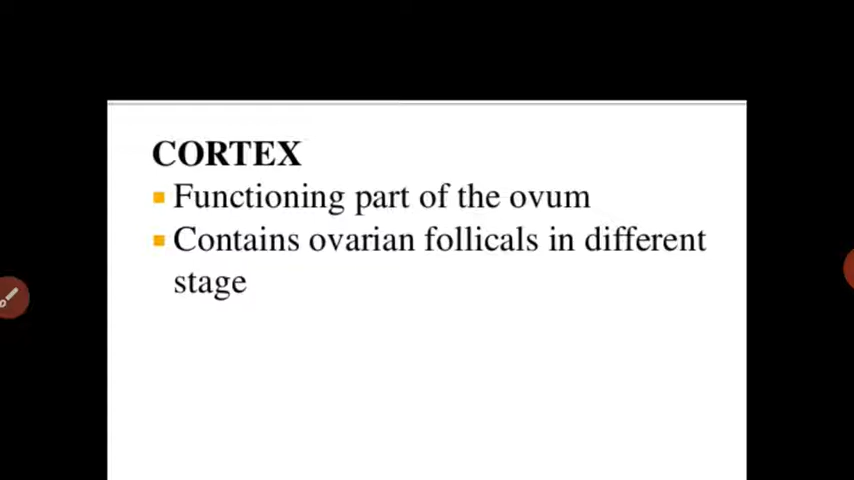 CORTEX
Functioning part of the ovum
Contains ovarian follicals in different
stage